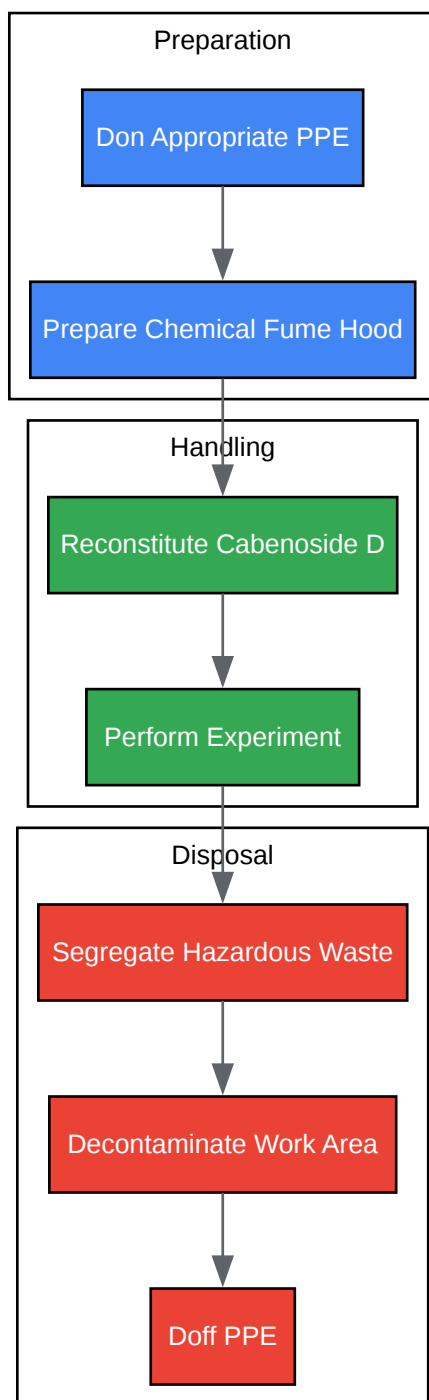 Preparation
Don Appropriate PPE
Prepare Chemical Fume Hood
Handling
Reconstitute Cabenoside D
Perform Experiment
Disposal
Segregate Hazardous Waste
Decontaminate Work Area
Doff PPE